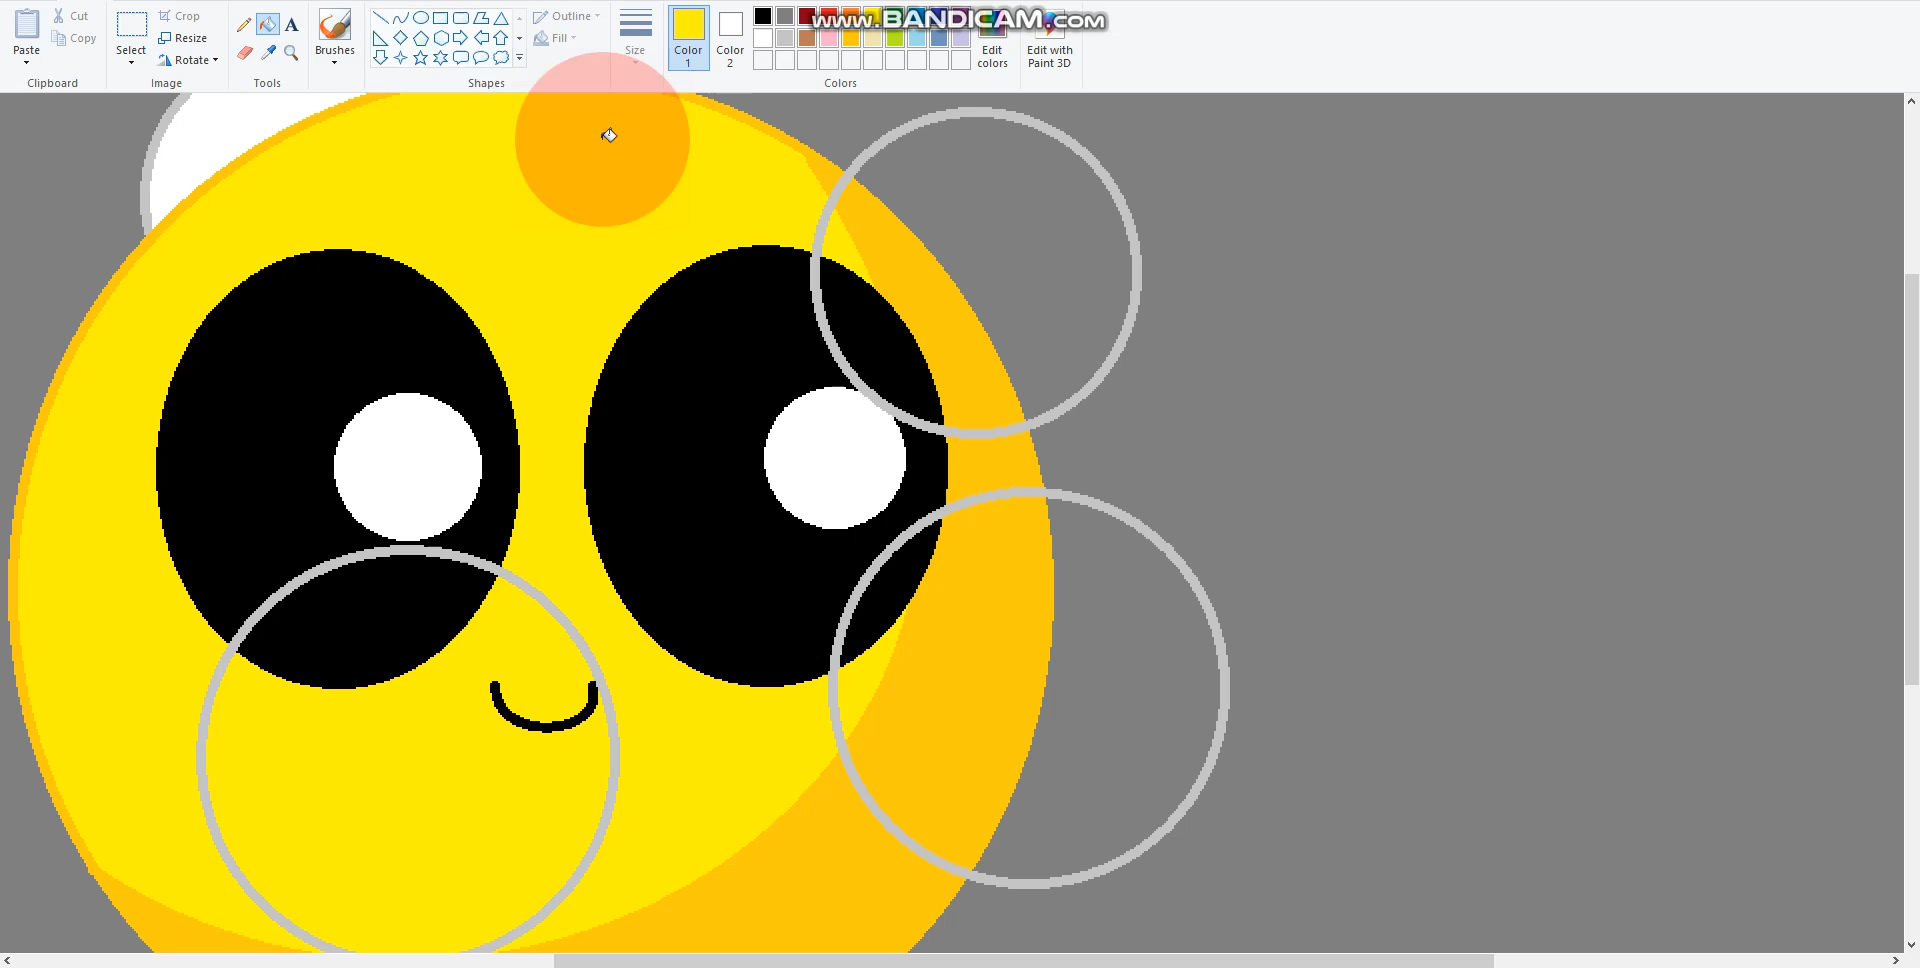 www.BANDICAM.com
Paste
Cut
Copy
Clipboard
Select
Crop
Resize
Rotate
Image
A
Tools
Brushes
Shapes
Outline
Fill
Size
Color
1
Color
2
Edit
colors
Edit with
Paint 3D
Colors